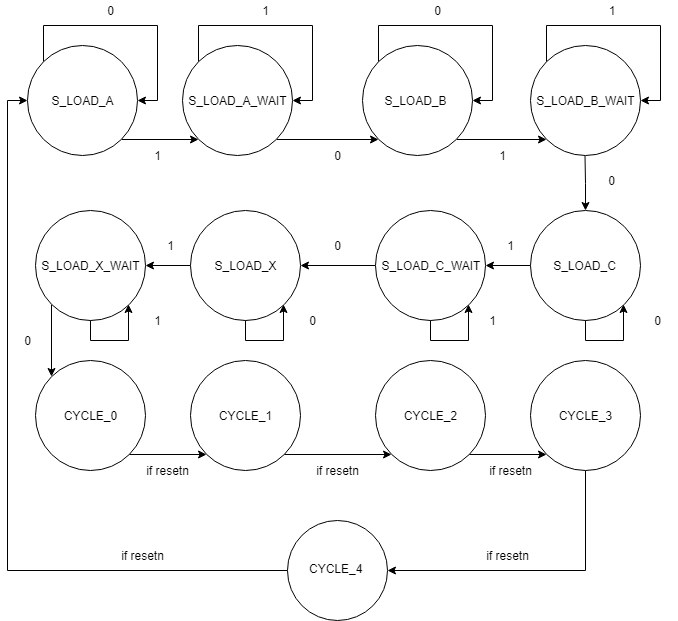 0
1
0
1
S_LOAD_A
S_LOAD_A_WAIT
S_LOAD_B
S_LOAD_B_WAIT
1
0
1
0
S_LOAD_X_WAIT
1
S_LOAD_X
0
S_LOAD_C_WAIT
1
S_LOAD_C
0
1
0
1
0
CYCLE_0
CYCLE_1
CYCLE_2
CYCLE_3
if resetn
if resetn
if resetn
if resetn
CYCLE_4
if resetn